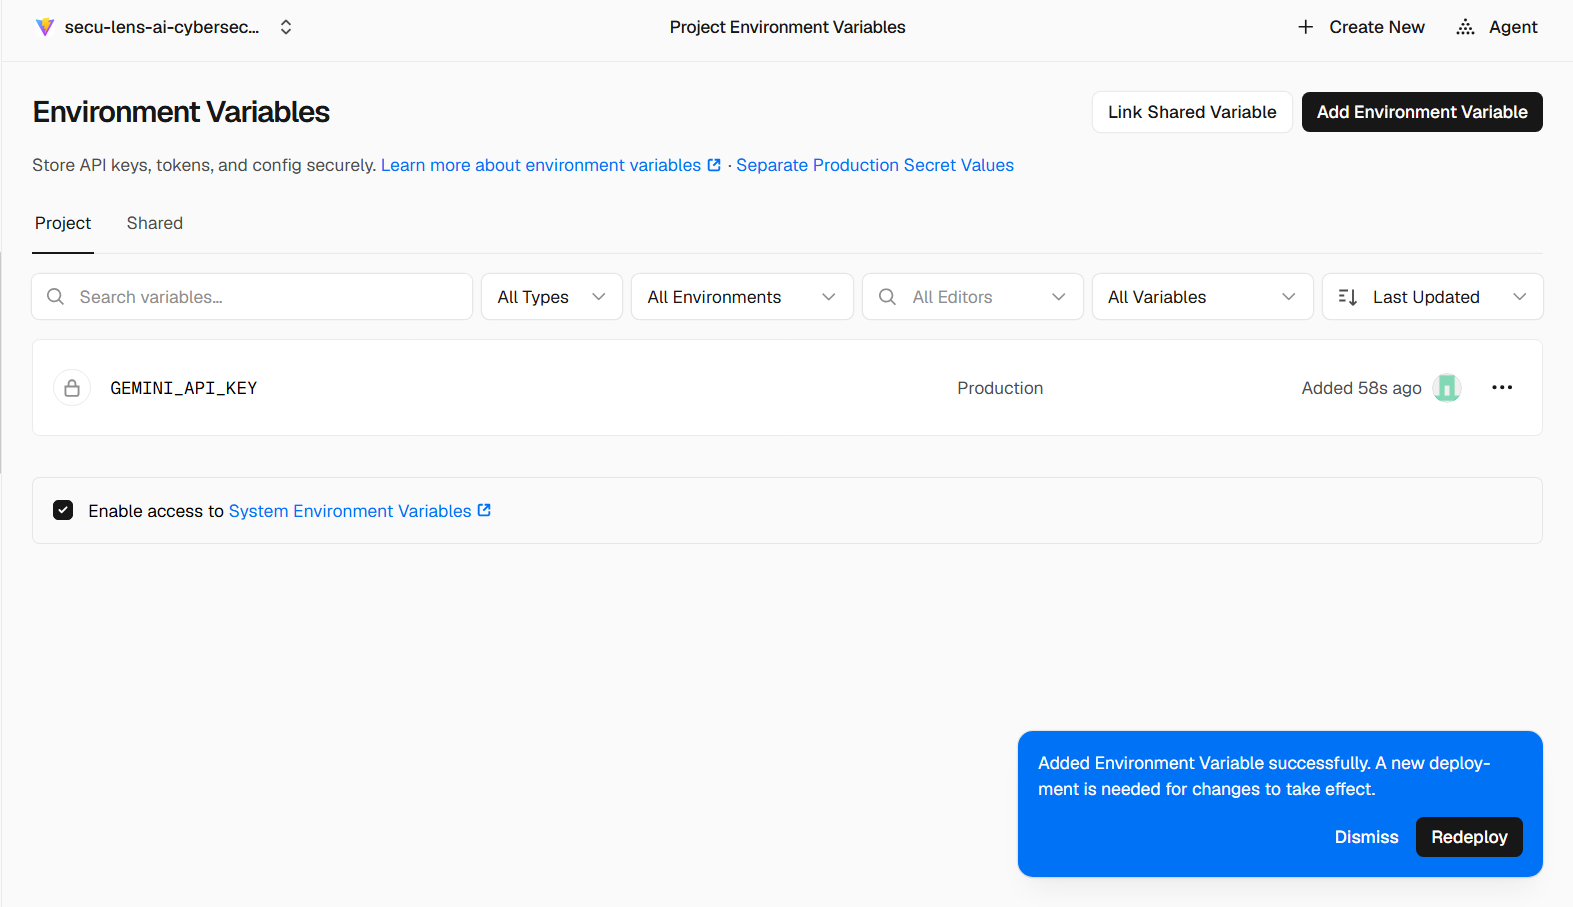 secu-lens-ai-cybersec...
Project Environment Variables
Create New
Agent
Environment Variables
Link Shared Variable
Add Environment Variable
Store API keys, tokens, and config securely. Learn more about environment variables · Separate Production Secret Values
Project
Shared
Search variables...
All Types
All Environments
All Editors
All Variables
Last Updated
GEMINI_API_KEY
Production
Added 58s ago
Enable access to System Environment Variables
Added Environment Variable successfully. A new deploy-
ment is needed for changes to take effect.
Dismiss
Redeploy